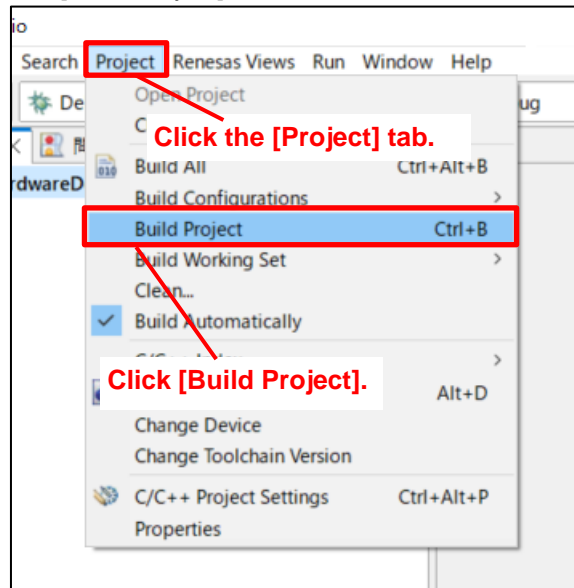 io
Search Project Renesas Views Run Window Help
De
ug
Open Project
C
Click the [Project] tab.
Build All Ctrl+Alt+B
rdwareD
Build Configurations >
Build Project Ctrl+B
Build Working Set >
Clean...
Build Automatically
>
Click [Build Project].
Alt+D
Change Device
Change Toolchain Version
C/C++ Project Settings Ctrl+Alt+P
Properties